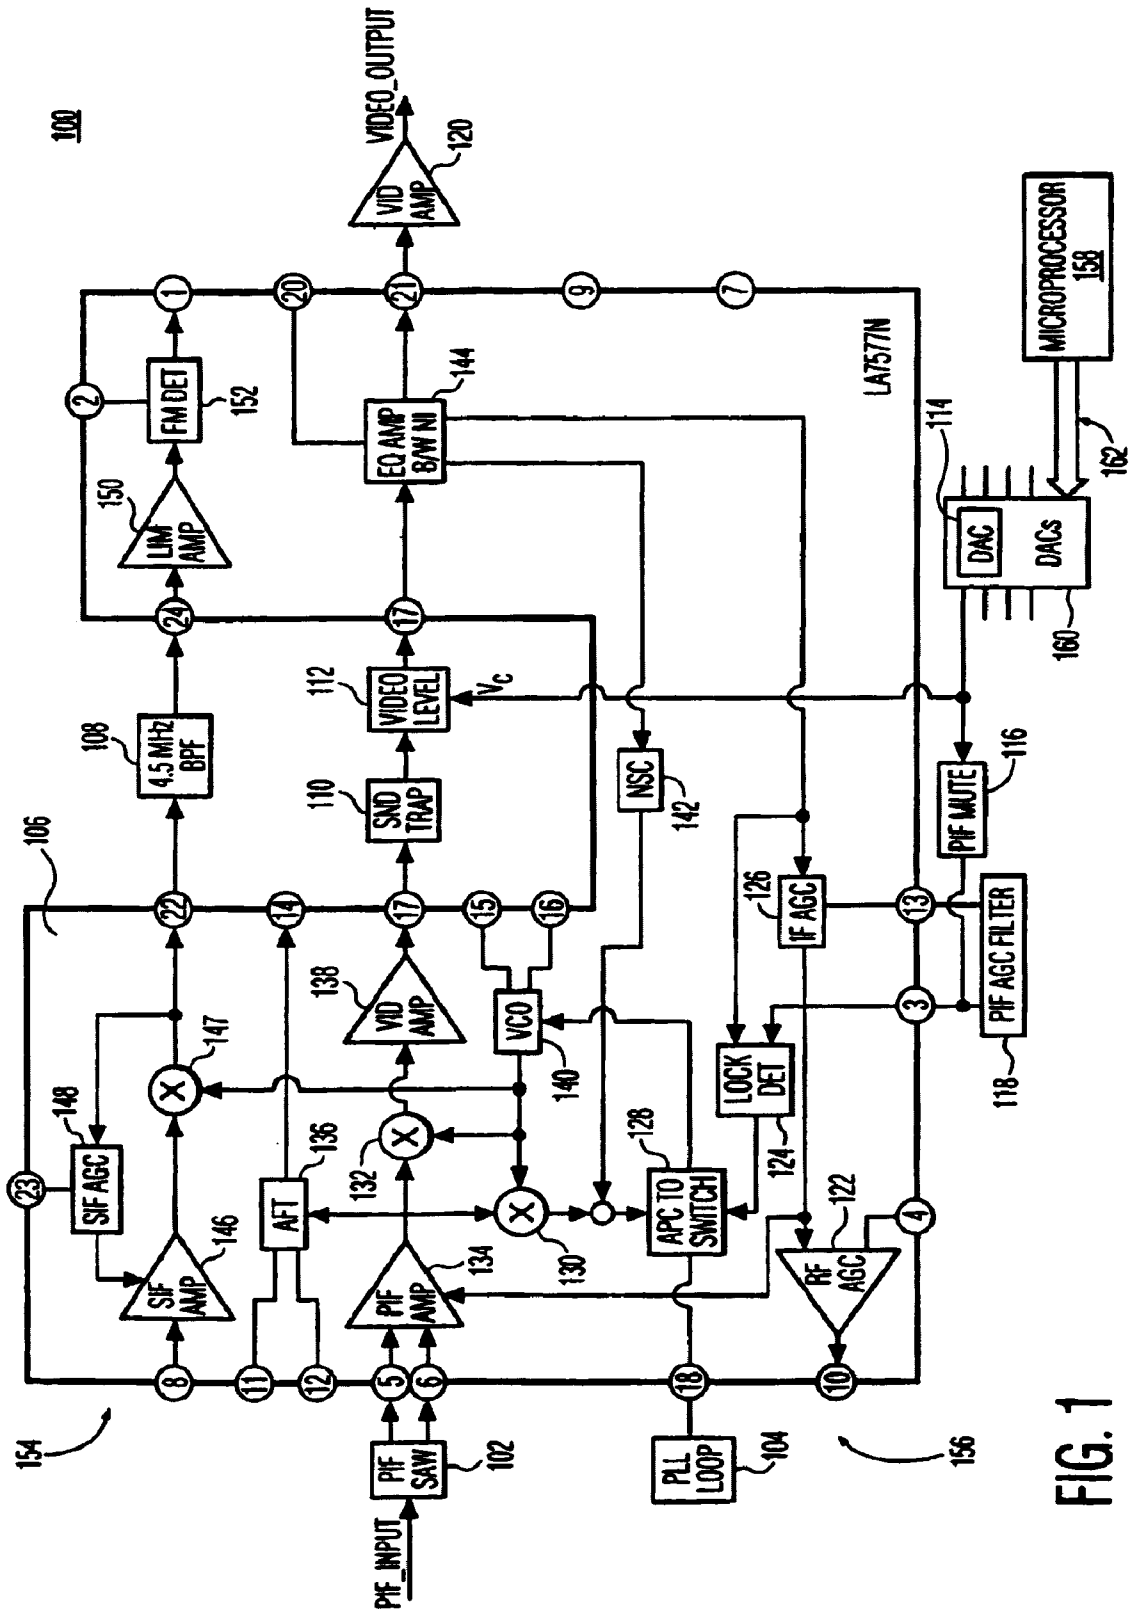 100
154
23
106
2
SIF AGC
148
8
SIF
AMP
146
X
147
22
4.5 MHz
BPF
108
24
LIM
AMP
150
FM DET
152
1
11
12
AFT
136
14
20
PIF_INPUT
PIF
SAW
102
5
6
PIF
AMP
134
X
132
VID
AMP
138
17
SND
TRAP
110
VIDEO
LEVEL
112
VC
17
EQ AMP
B/W NI
144
21
VID
AMP
120
VIDEO_OUTPUT
15
16
X
130
VCO
140
NSC
142
9
PLL
LOOP
104
18
APC TO
SWITCH
128
LOCK
DET
124
IF AGC
126
7
10
RF
AGC
122
4
3
13
LA7577N
156
PIF AGC FILTER
118
PIF MUTE
116
DAC
114
DACs
160
162
MICROPROCESSOR
158
FIG. 1